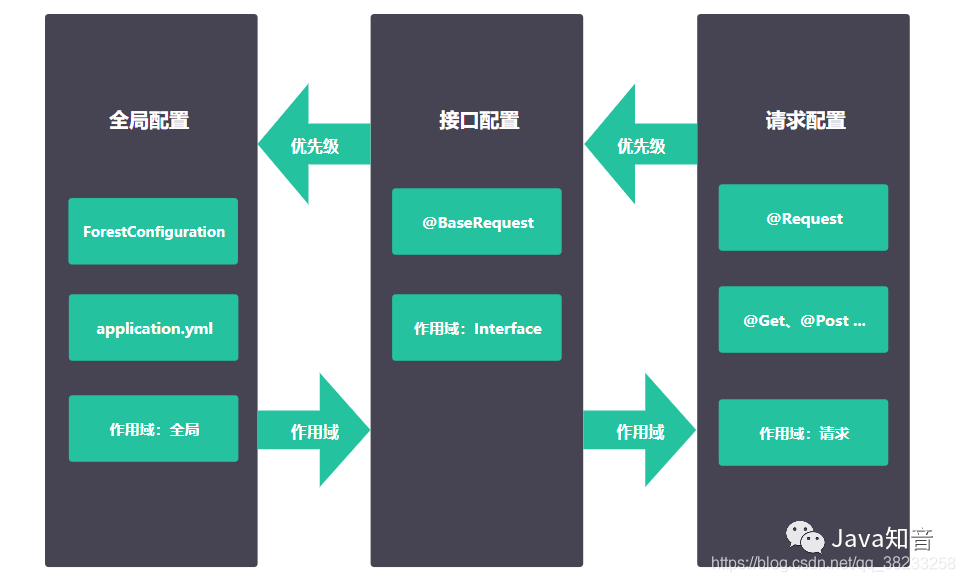 全局配置
ForestConfiguration
application.yml
作用域：全局
优先级
作用域
接口配置
@BaseRequest
作用域：Interface
优先级
作用域
请求配置
@Request
@Get、@Post ...
作用域：请求
Java知音
https://blog.csdn.net/qq_38233258